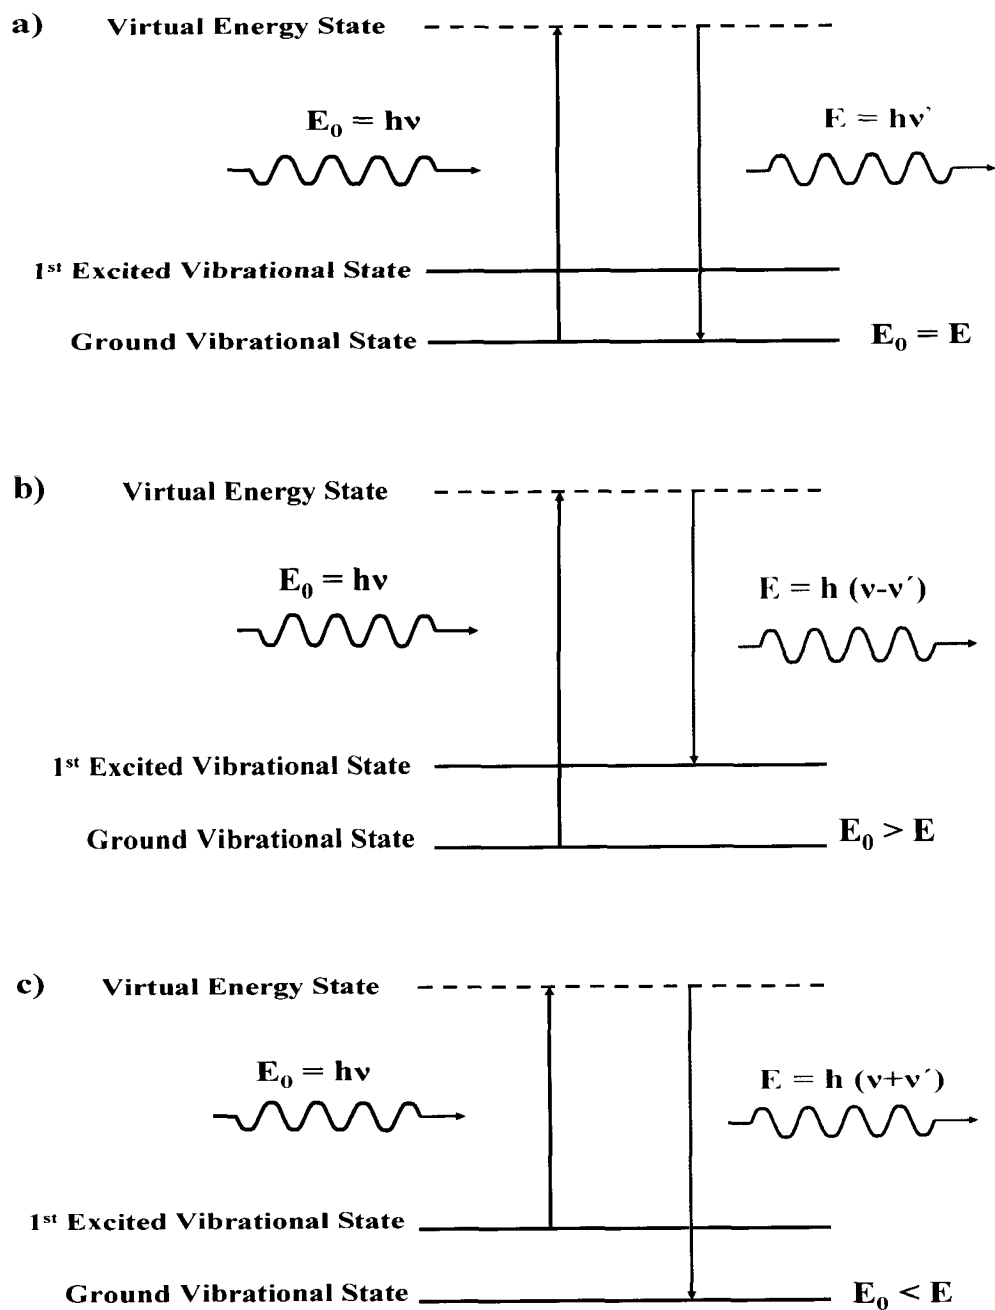 a) Virtual Energy State
E₀ = hν
E = hν'
1st Excited Vibrational State
Ground Vibrational State
E₀ = E
b) Virtual Energy State
E₀ = hν
E = h (ν-ν´)
1st Excited Vibrational State
Ground Vibrational State
E₀ > E
c) Virtual Energy State
E₀ = hν
E = h (ν+ν´)
1st Excited Vibrational State
Ground Vibrational State
E₀ < E